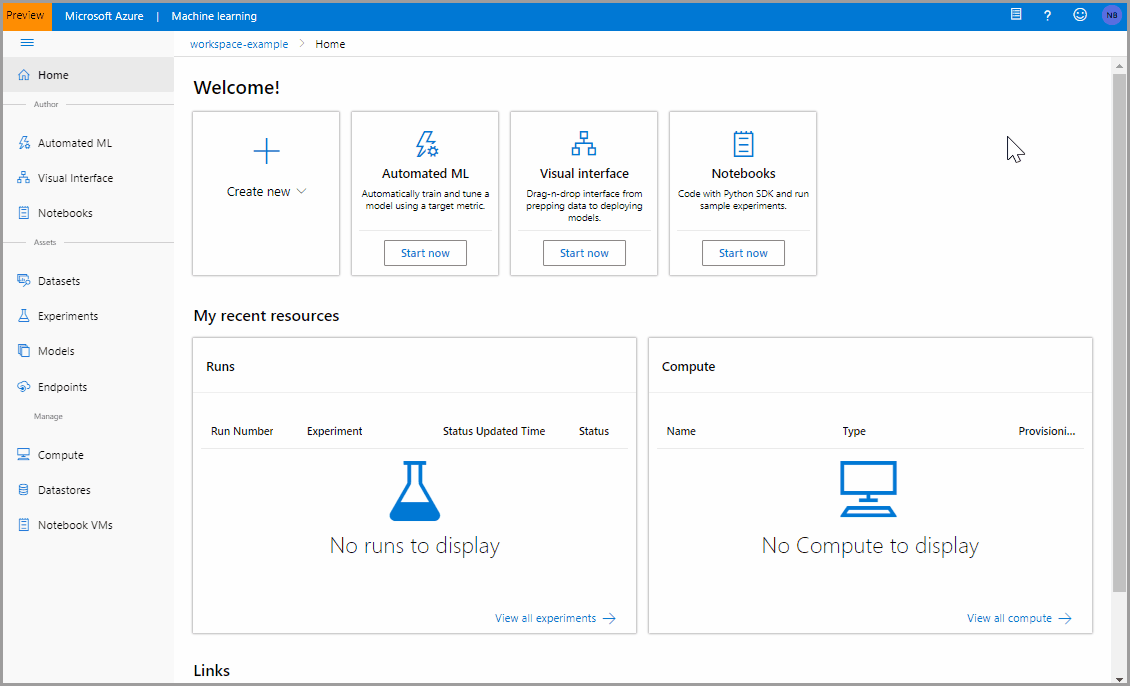 Preview Microsoft Azure | Machine learning ? NB
workspace-example > Home
Home
Author
Automated ML
Visual Interface
Notebooks
Assets
Datasets
Experiments
Models
Endpoints
Manage
Compute
Datastores
Notebook VMs
Welcome!
Create new
Automated ML
Automatically train and tune a
model using a target metric.
Start now
Visual interface
Drag-n-drop interface from
prepping data to deploying
models.
Start now
Notebooks
Code with Python SDK and run
sample experiments.
Start now
My recent resources
Runs
Run Number Experiment Status Updated Time Status
No runs to display
View all experiments
Compute
Name Type Provisioni...
No Compute to display
View all compute
Links